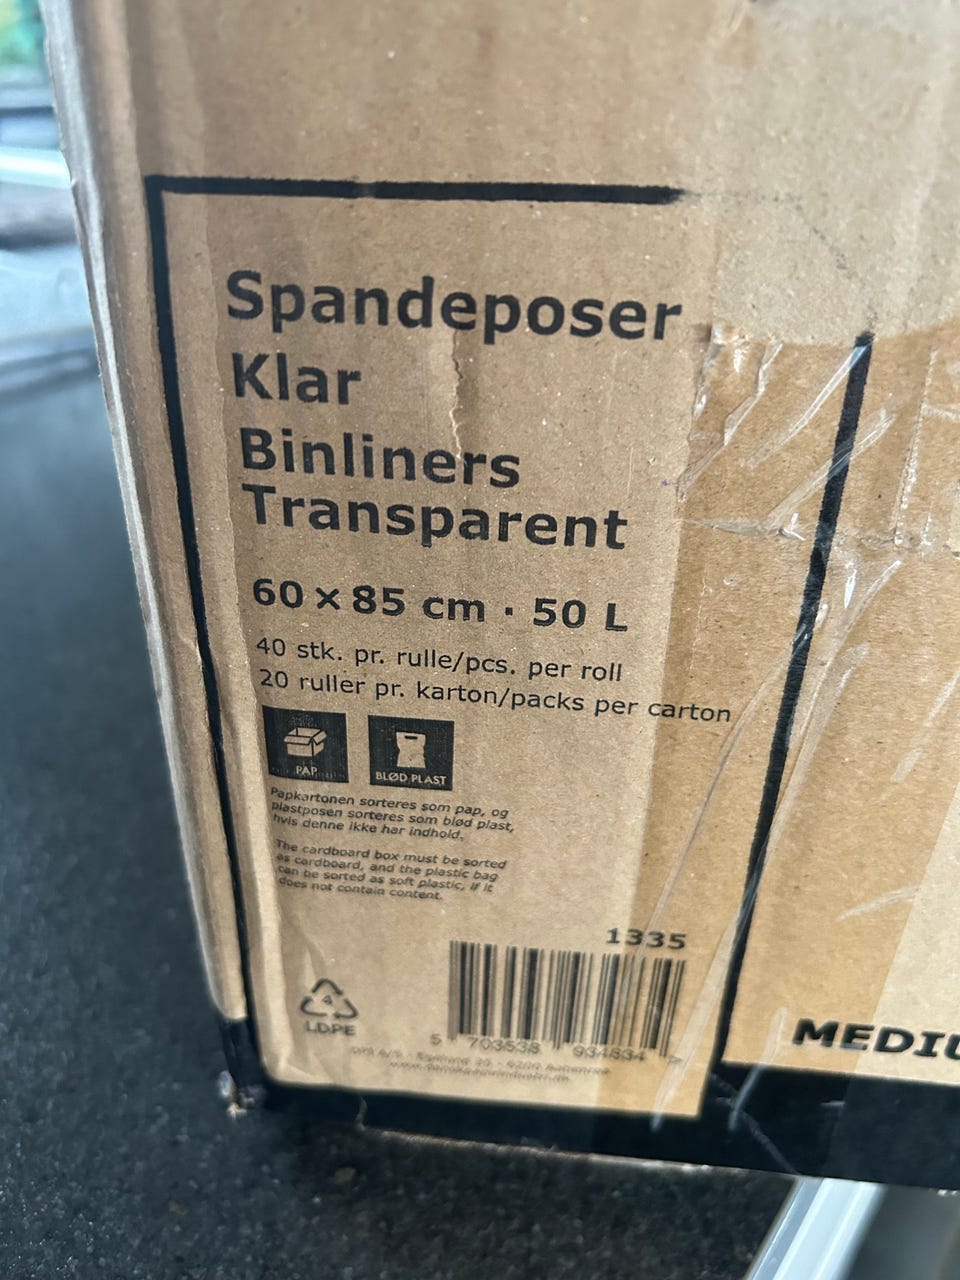 Spandeposer
Klar
Binliners
Transparent
60 × 85 cm · 50 L
40 stk. pr. rulle/pcs. per roll
20 ruller pr. karton/packs per carton
PAP
BLØD PLAST
Papkartonen sorteres som pap, og
plastposen sorteres som blød plast,
hvis denne ikke har indhold.
The cardboard box must be sorted
as cardboard, and the plastic bag
can be sorted as soft plastic, if it
does not contain content.
1335
4
LDPE
5 703538 934834 >
MEDIU